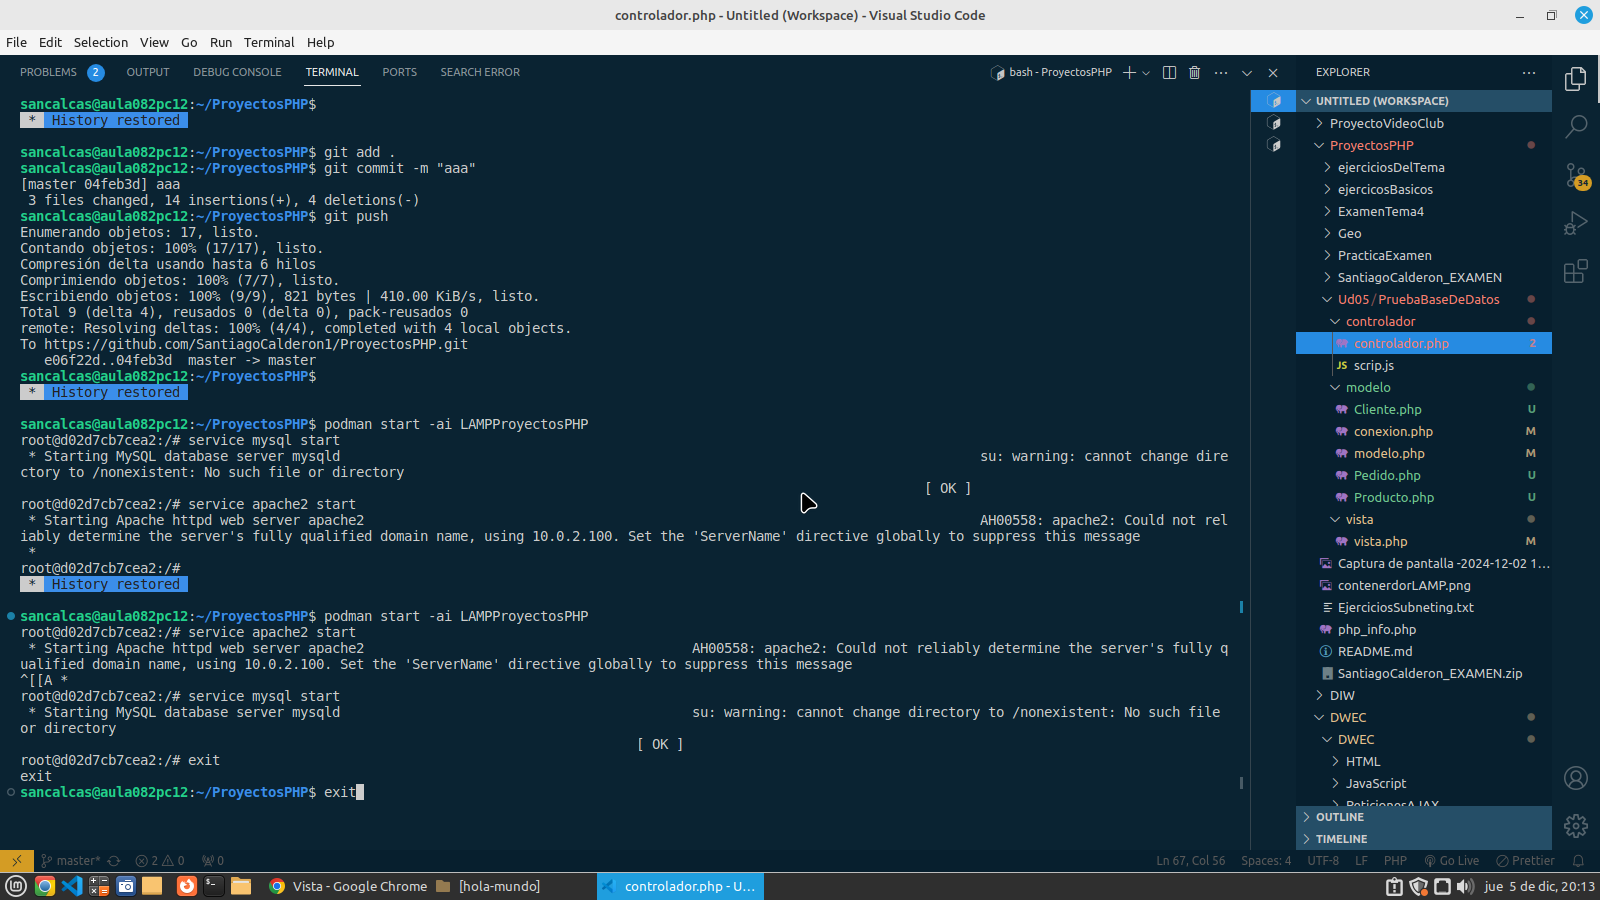 controlador.php - Untitled (Workspace) - Visual Studio Code
File Edit Selection View Go Run Terminal Help
PROBLEMS 2 OUTPUT DEBUG CONSOLE TERMINAL PORTS SEARCH ERROR
bash - ProyectosPHP
sancalcas@aula082pc12:~/ProyectosPHP$
* History restored
sancalcas@aula082pc12:~/ProyectosPHP$ git add .
sancalcas@aula082pc12:~/ProyectosPHP$ git commit -m "aaa"
[master 04feb3d] aaa
3 files changed, 14 insertions(+), 4 deletions(-)
sancalcas@aula082pc12:~/ProyectosPHP$ git push
Enumerando objetos: 17, listo.
Contando objetos: 100% (17/17), listo.
Compresión delta usando hasta 6 hilos
Comprimiendo objetos: 100% (7/7), listo.
Escribiendo objetos: 100% (9/9), 821 bytes | 410.00 KiB/s, listo.
Total 9 (delta 4), reusados 0 (delta 0), pack-reusados 0
remote: Resolving deltas: 100% (4/4), completed with 4 local objects.
To https://github.com/SantiagoCalderon1/ProyectosPHP.git
e06f22d..04feb3d master -> master
sancalcas@aula082pc12:~/ProyectosPHP$
* History restored
sancalcas@aula082pc12:~/ProyectosPHP$ podman start -ai LAMPProyectosPHP
root@d02d7cb7cea2:/# service mysql start
* Starting MySQL database server mysqld su: warning: cannot change dire
ctory to /nonexistent: No such file or directory
[ OK ]
root@d02d7cb7cea2:/# service apache2 start
* Starting Apache httpd web server apache2 AH00558: apache2: Could not rel
iably determine the server's fully qualified domain name, using 10.0.2.100. Set the 'ServerName' directive globally to suppress this message
*
root@d02d7cb7cea2:/#
* History restored
sancalcas@aula082pc12:~/ProyectosPHP$ podman start -ai LAMPProyectosPHP
root@d02d7cb7cea2:/# service apache2 start
* Starting Apache httpd web server apache2 AH00558: apache2: Could not reliably determine the server's fully q
ualified domain name, using 10.0.2.100. Set the 'ServerName' directive globally to suppress this message
^[[A *
root@d02d7cb7cea2:/# service mysql start
* Starting MySQL database server mysqld su: warning: cannot change directory to /nonexistent: No such file
or directory
[ OK ]
root@d02d7cb7cea2:/# exit
exit
sancalcas@aula082pc12:~/ProyectosPHP$ exit
EXPLORER
UNTITLED (WORKSPACE)
ProyectoVideoClub
ProyectosPHP
ejerciciosDelTema
ejercicosBasicos
ExamenTema4
Geo
PracticaExamen
SantiagoCalderon_EXAMEN
Ud05/PruebaBaseDeDatos
controlador
controlador.php 2
JS scrip.js
modelo
Cliente.php U
conexion.php M
modelo.php M
Pedido.php U
Producto.php U
vista
vista.php M
Captura de pantalla -2024-12-02 1...
contenerdorLAMP.png
EjerciciosSubneting.txt
php_info.php
README.md
SantiagoCalderon_EXAMEN.zip
DIW
DWEC
DWEC
HTML
JavaScript
PeticionesAJAX
OUTLINE
TIMELINE
34
master* 2 0 0
Ln 67, Col 56 Spaces: 4 UTF-8 LF PHP Go Live Prettier
Vista - Google Chrome [hola-mundo] controlador.php - U... jue 5 de dic, 20:13